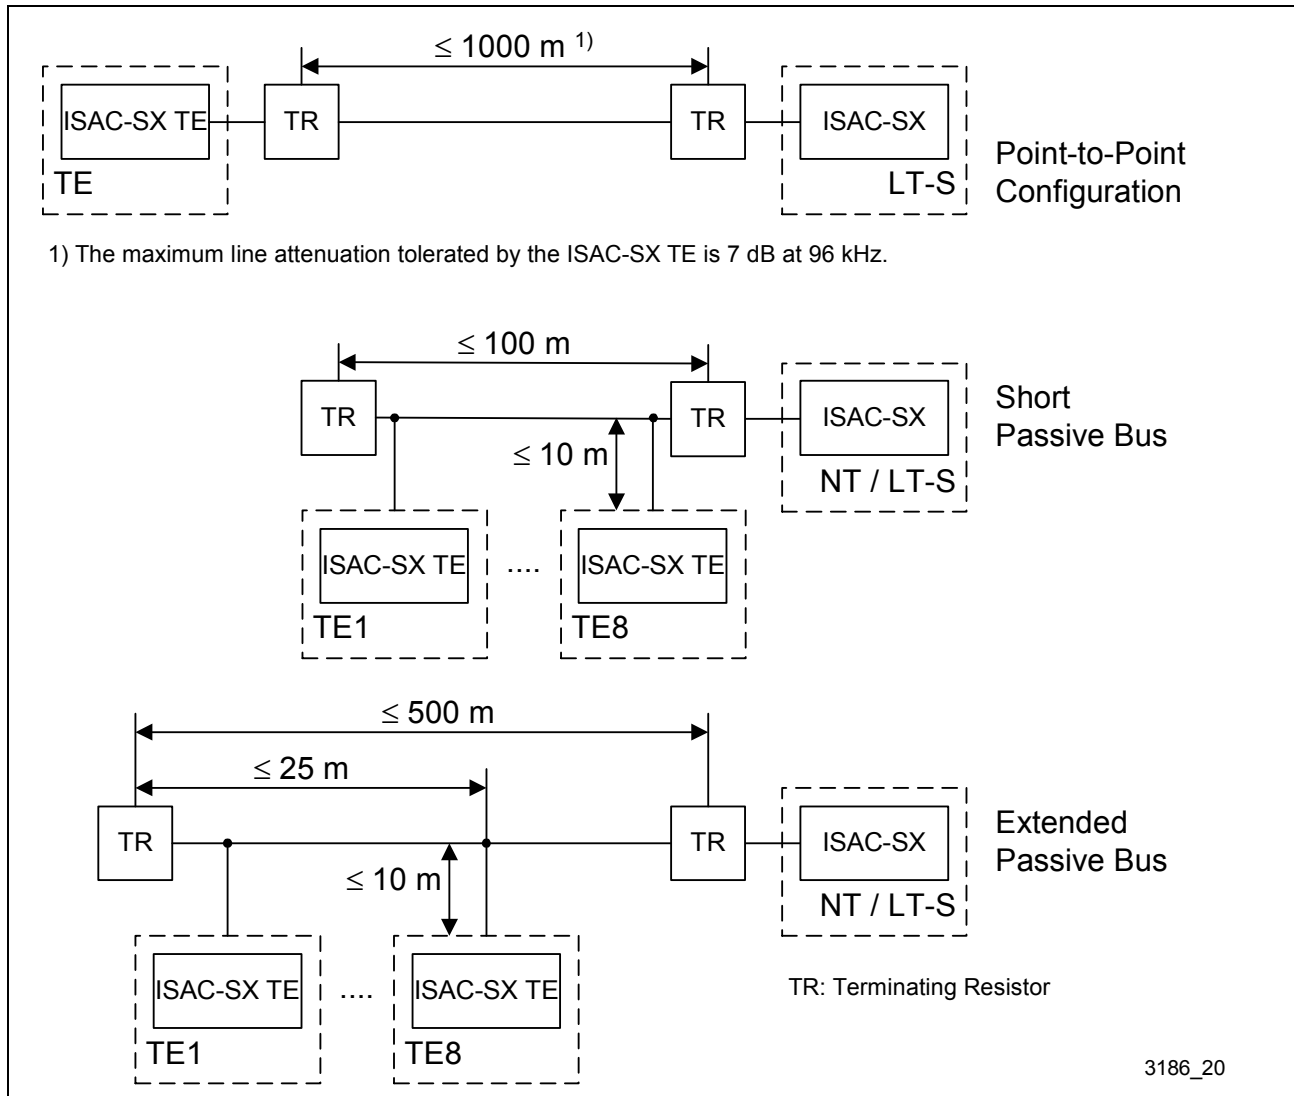 ≤ 1000 m 1)
ISAC-SX TE
TR
TR
ISAC-SX
TE
LT-S
Point-to-Point
Configuration
1) The maximum line attenuation tolerated by the ISAC-SX TE is 7 dB at 96 kHz.
≤ 100 m
TR
TR
ISAC-SX
NT / LT-S
Short
Passive Bus
≤ 10 m
ISAC-SX TE
....
ISAC-SX TE
TE1
TE8
≤ 500 m
≤ 25 m
TR
TR
ISAC-SX
NT / LT-S
Extended
Passive Bus
≤ 10 m
ISAC-SX TE
....
ISAC-SX TE
TE1
TE8
TR: Terminating Resistor
3186_20